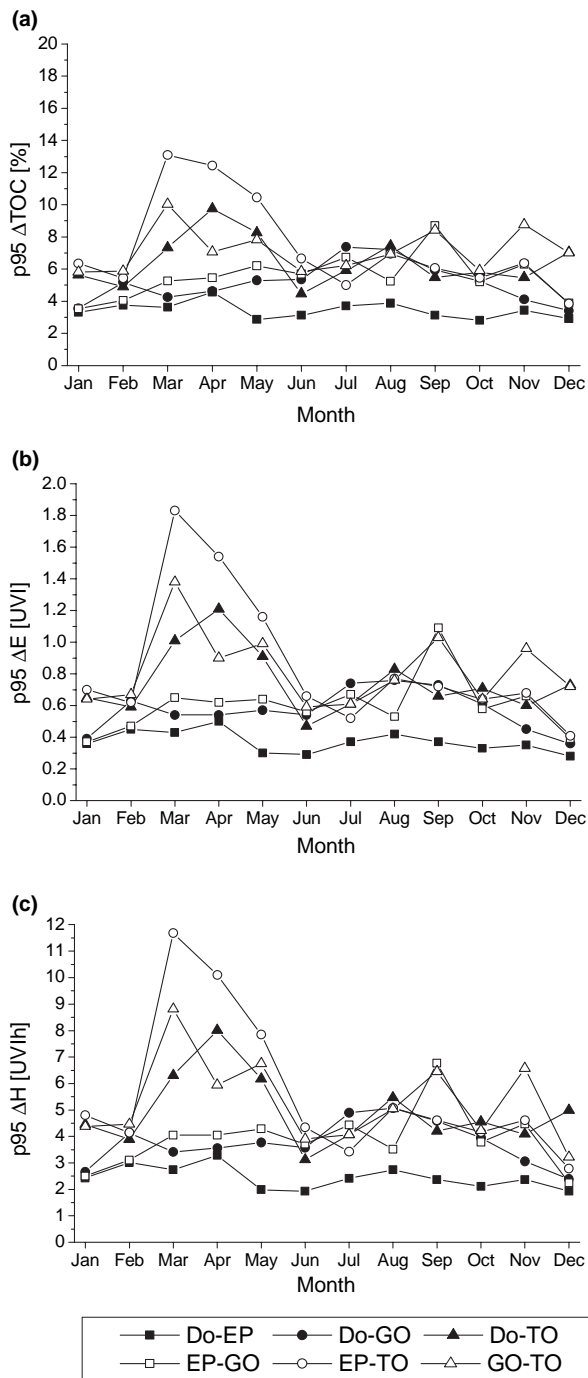 (a)
p95 ΔTOC [%]
20
18
16
14
12
10
8
6
4
2
0
Jan Feb Mar Apr May Jun Jul Aug Sep Oct Nov Dec
Month
(b)
p95 ΔE [UVI]
2.0
1.8
1.6
1.4
1.2
1.0
0.8
0.6
0.4
0.2
0.0
Jan Feb Mar Apr May Jun Jul Aug Sep Oct Nov Dec
Month
(c)
p95 ΔH [UVIh]
12
11
10
9
8
7
6
5
4
3
2
1
0
Jan Feb Mar Apr May Jun Jul Aug Sep Oct Nov Dec
Month
Do-EP Do-GO Do-TO
EP-GO EP-TO GO-TO